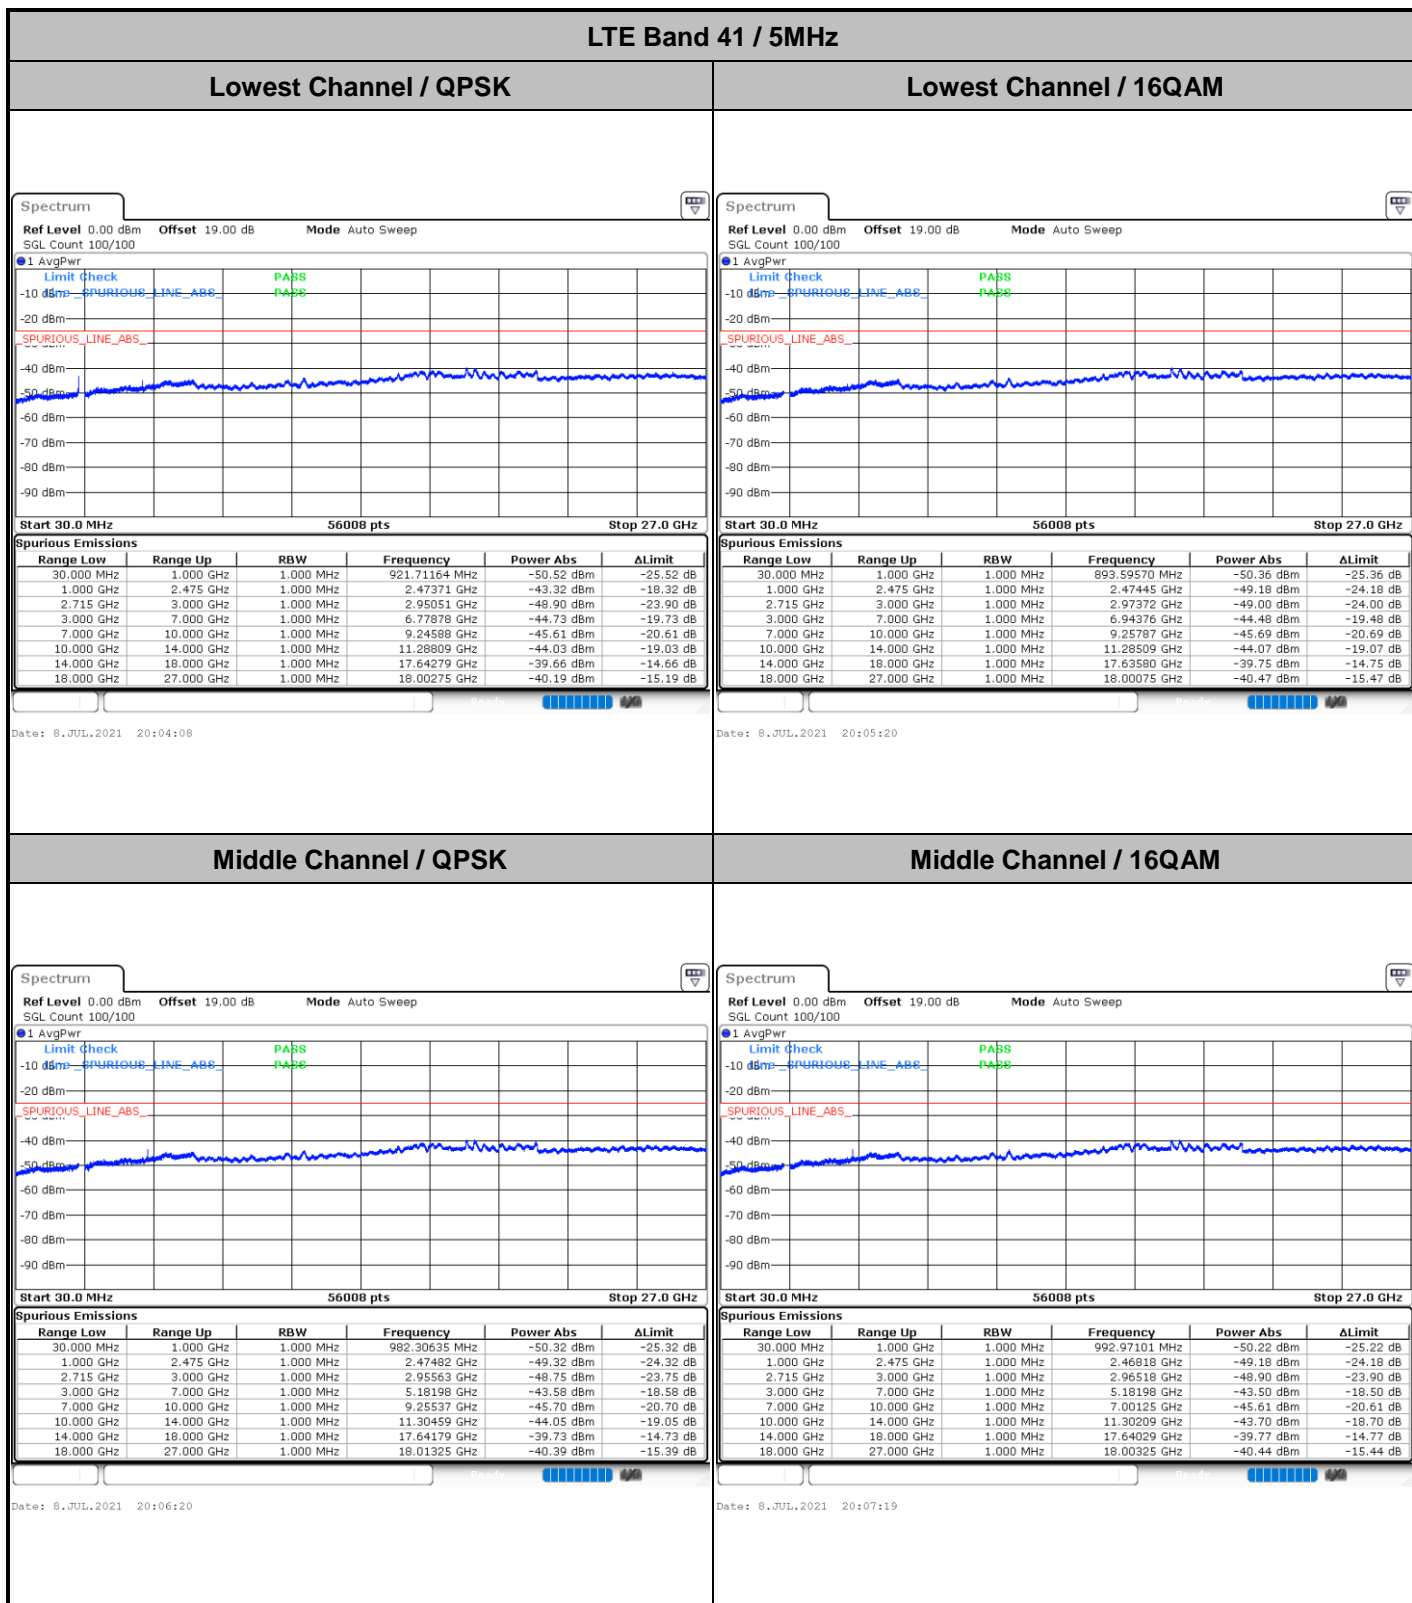 LTE Band 41 / 5MHz
Lowest Channel / QPSK
Lowest Channel / 16QAM
Spectrum
Ref Level 0.00 dBm Offset 19.00 dB Mode Auto Sweep
SGL Count 100/100
1 AvgPwr
Limit Check PASS
Line _SPURIOUS_LINE_ABS_ PASS
-10 dBm
-20 dBm
_SPURIOUS_LINE_ABS_
-40 dBm
-50 dBm
-60 dBm
-70 dBm
-80 dBm
-90 dBm
Start 30.0 MHz 56008 pts Stop 27.0 GHz
Spurious Emissions
Range Low Range Up RBW Frequency Power Abs ΔLimit
30.000 MHz 1.000 GHz 1.000 MHz 921.71164 MHz -50.52 dBm -25.52 dB
1.000 GHz 2.475 GHz 1.000 MHz 2.47371 GHz -43.32 dBm -18.32 dB
2.715 GHz 3.000 GHz 1.000 MHz 2.95051 GHz -48.90 dBm -23.90 dB
3.000 GHz 7.000 GHz 1.000 MHz 6.77878 GHz -44.73 dBm -19.73 dB
7.000 GHz 10.000 GHz 1.000 MHz 9.24588 GHz -45.61 dBm -20.61 dB
10.000 GHz 14.000 GHz 1.000 MHz 11.28809 GHz -44.03 dBm -19.03 dB
14.000 GHz 18.000 GHz 1.000 MHz 17.64279 GHz -39.66 dBm -14.66 dB
18.000 GHz 27.000 GHz 1.000 MHz 18.00275 GHz -40.19 dBm -15.19 dB
Ready
Date: 8.JUL.2021 20:04:08
Spectrum
Ref Level 0.00 dBm Offset 19.00 dB Mode Auto Sweep
SGL Count 100/100
1 AvgPwr
Limit Check PASS
Line _SPURIOUS_LINE_ABS_ PASS
-10 dBm
-20 dBm
_SPURIOUS_LINE_ABS_
-40 dBm
-50 dBm
-60 dBm
-70 dBm
-80 dBm
-90 dBm
Start 30.0 MHz 56008 pts Stop 27.0 GHz
Spurious Emissions
Range Low Range Up RBW Frequency Power Abs ΔLimit
30.000 MHz 1.000 GHz 1.000 MHz 893.59570 MHz -50.36 dBm -25.36 dB
1.000 GHz 2.475 GHz 1.000 MHz 2.47445 GHz -49.18 dBm -24.18 dB
2.715 GHz 3.000 GHz 1.000 MHz 2.97372 GHz -49.00 dBm -24.00 dB
3.000 GHz 7.000 GHz 1.000 MHz 6.94376 GHz -44.48 dBm -19.48 dB
7.000 GHz 10.000 GHz 1.000 MHz 9.25787 GHz -45.69 dBm -20.69 dB
10.000 GHz 14.000 GHz 1.000 MHz 11.28509 GHz -44.07 dBm -19.07 dB
14.000 GHz 18.000 GHz 1.000 MHz 17.63580 GHz -39.75 dBm -14.75 dB
18.000 GHz 27.000 GHz 1.000 MHz 18.00075 GHz -40.47 dBm -15.47 dB
Ready
Date: 8.JUL.2021 20:05:20
Middle Channel / QPSK
Middle Channel / 16QAM
Spectrum
Ref Level 0.00 dBm Offset 19.00 dB Mode Auto Sweep
SGL Count 100/100
1 AvgPwr
Limit Check PASS
Line _SPURIOUS_LINE_ABS_ PASS
-10 dBm
-20 dBm
_SPURIOUS_LINE_ABS_
-40 dBm
-50 dBm
-60 dBm
-70 dBm
-80 dBm
-90 dBm
Start 30.0 MHz 56008 pts Stop 27.0 GHz
Spurious Emissions
Range Low Range Up RBW Frequency Power Abs ΔLimit
30.000 MHz 1.000 GHz 1.000 MHz 982.30635 MHz -50.32 dBm -25.32 dB
1.000 GHz 2.475 GHz 1.000 MHz 2.47482 GHz -49.32 dBm -24.32 dB
2.715 GHz 3.000 GHz 1.000 MHz 2.95563 GHz -48.75 dBm -23.75 dB
3.000 GHz 7.000 GHz 1.000 MHz 5.18198 GHz -43.58 dBm -18.58 dB
7.000 GHz 10.000 GHz 1.000 MHz 9.25537 GHz -45.70 dBm -20.70 dB
10.000 GHz 14.000 GHz 1.000 MHz 11.30459 GHz -44.05 dBm -19.05 dB
14.000 GHz 18.000 GHz 1.000 MHz 17.64179 GHz -39.73 dBm -14.73 dB
18.000 GHz 27.000 GHz 1.000 MHz 18.01325 GHz -40.39 dBm -15.39 dB
Ready
Date: 8.JUL.2021 20:06:20
Spectrum
Ref Level 0.00 dBm Offset 19.00 dB Mode Auto Sweep
SGL Count 100/100
1 AvgPwr
Limit Check PASS
Line _SPURIOUS_LINE_ABS_ PASS
-10 dBm
-20 dBm
_SPURIOUS_LINE_ABS_
-40 dBm
-50 dBm
-60 dBm
-70 dBm
-80 dBm
-90 dBm
Start 30.0 MHz 56008 pts Stop 27.0 GHz
Spurious Emissions
Range Low Range Up RBW Frequency Power Abs ΔLimit
30.000 MHz 1.000 GHz 1.000 MHz 992.97101 MHz -50.22 dBm -25.22 dB
1.000 GHz 2.475 GHz 1.000 MHz 2.46818 GHz -49.18 dBm -24.18 dB
2.715 GHz 3.000 GHz 1.000 MHz 2.96518 GHz -48.90 dBm -23.90 dB
3.000 GHz 7.000 GHz 1.000 MHz 5.18198 GHz -43.50 dBm -18.50 dB
7.000 GHz 10.000 GHz 1.000 MHz 7.00125 GHz -45.61 dBm -20.61 dB
10.000 GHz 14.000 GHz 1.000 MHz 11.30209 GHz -43.70 dBm -18.70 dB
14.000 GHz 18.000 GHz 1.000 MHz 17.64029 GHz -39.77 dBm -14.77 dB
18.000 GHz 27.000 GHz 1.000 MHz 18.00325 GHz -40.44 dBm -15.44 dB
Ready
Date: 8.JUL.2021 20:07:19